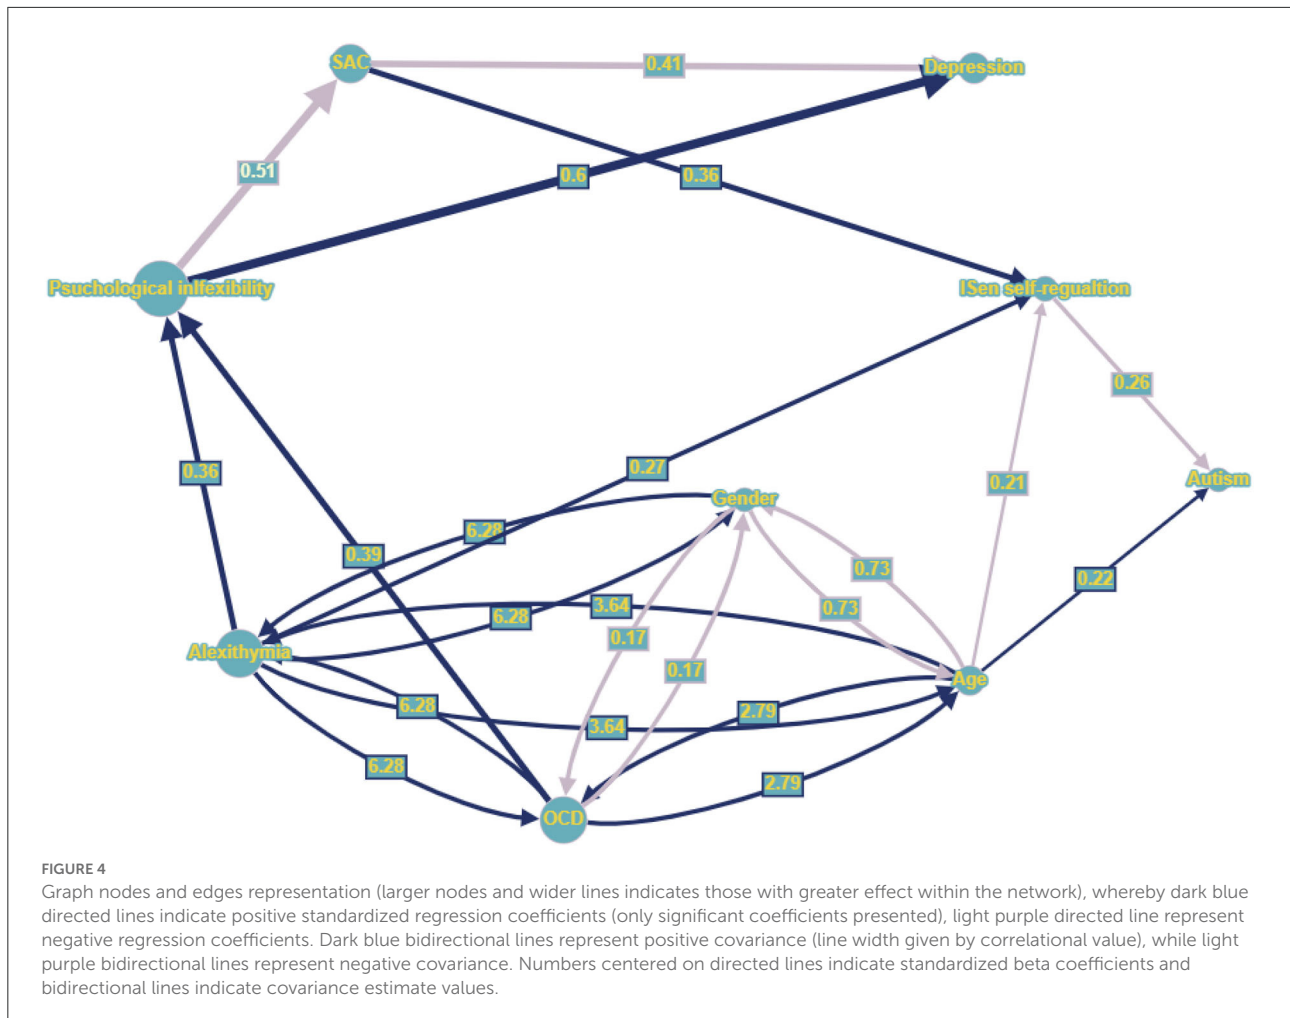 SAC
0.41
Depression
0.51
0.6
0.36
Psuchological inlfexibility
ISen self-regualtion
0.26
0.27
0.36
Autism
0.21
Gender
6.28
0.39
0.73
0.22
0.73
3.64
6.28
0.17
Alexithymia
0.17
Age
6.28
2.79
3.64
6.28
2.79
OCD
FIGURE 4
Graph nodes and edges representation (larger nodes and wider lines indicates those with greater effect within the network), whereby dark blue
directed lines indicate positive standardized regression coefficients (only significant coefficients presented), light purple directed line represent
negative regression coefficients. Dark blue bidirectional lines represent positive covariance (line width given by correlational value), while light
purple bidirectional lines represent negative covariance. Numbers centered on directed lines indicate standardized beta coefficients and
bidirectional lines indicate covariance estimate values.